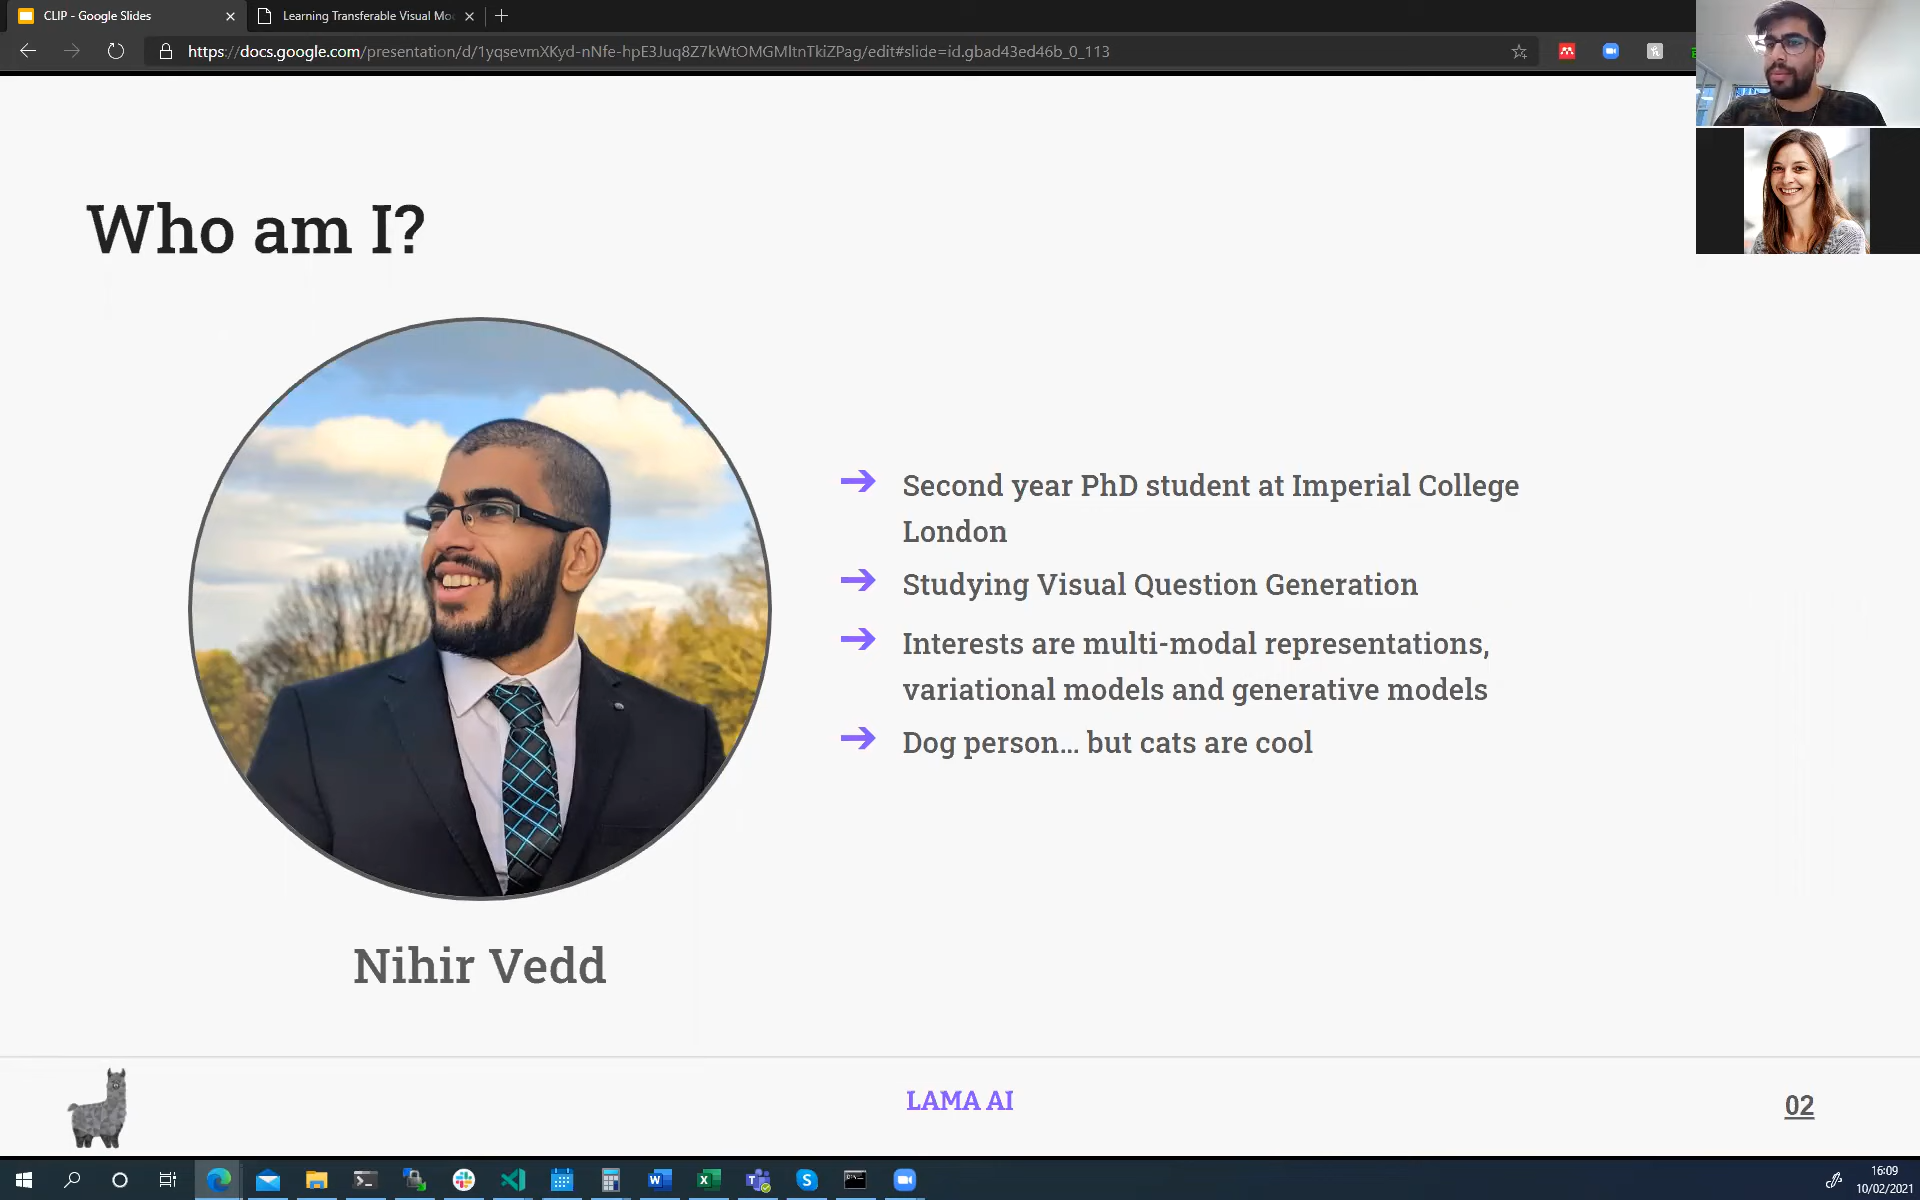 CLIP - Google Slides
Learning Transferable Visual Mo
https://docs.google.com/presentation/d/1yqsevmXKyd-nNfe-hpE3Juq8Z7kWtOMGMltnTkiZPag/edit#slide=id.gbad43ed46b_0_113
Who am I?
Second year PhD student at Imperial College
London
Studying Visual Question Generation
Interests are multi-modal representations,
variational models and generative models
Dog person... but cats are cool
Nihir Vedd
LAMA AI
02
16:09
10/02/2021